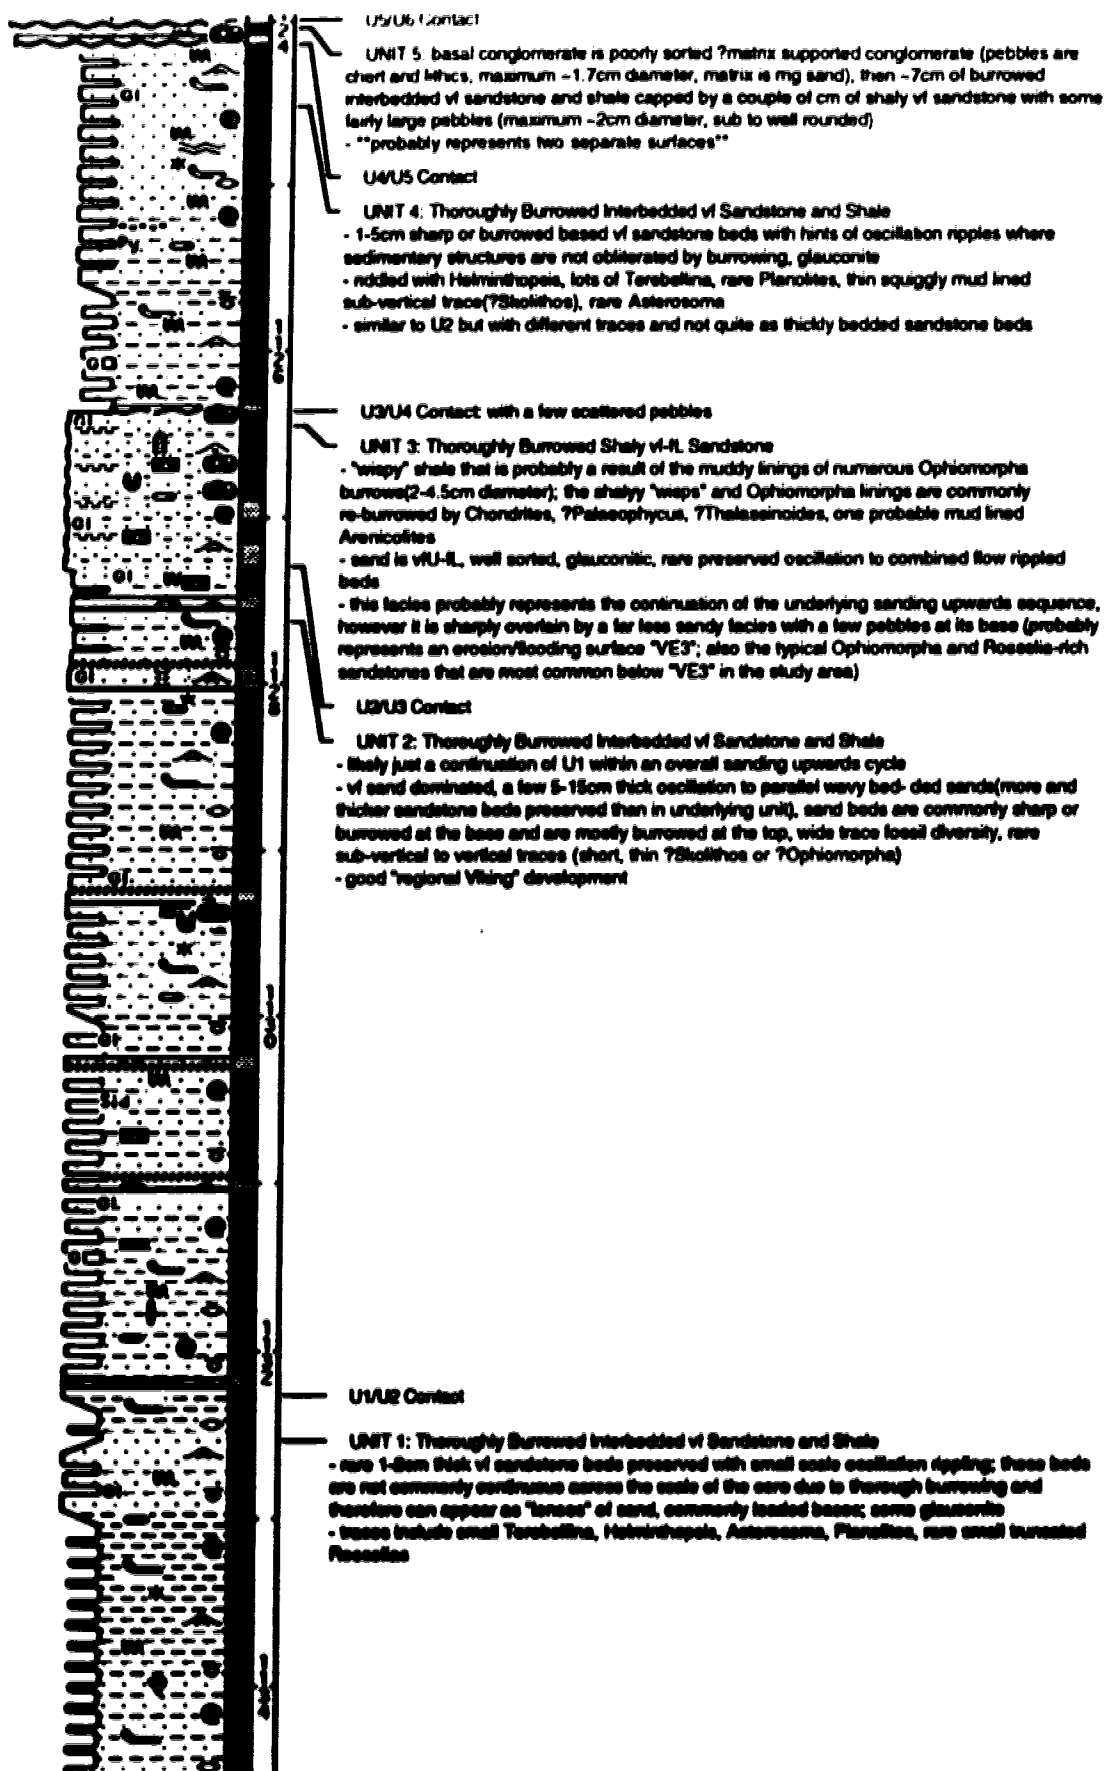 U5/U6 Contact
UNIT 5: basal conglomerate is poorly sorted ?matrix supported conglomerate (pebbles are
chert and lithics, maximum ~1.7cm diameter, matrix is mg sand), then ~7cm of burrowed
interbedded vf sandstone and shale capped by a couple of cm of shaly vf sandstone with some
fairly large pebbles (maximum ~2cm diameter, sub to well rounded)
- **probably represents two separate surfaces**
U4/U5 Contact
UNIT 4: Thoroughly Burrowed Interbedded vf Sandstone and Shale
- 1-5cm sharp or burrowed based vf sandstone beds with hints of oscillation ripples where
sedimentary structures are not obliterated by burrowing, glauconite
- riddled with Helminthopsis, lots of Terebellina, rare Planolites, thin squiggly mud lined
sub-vertical trace(?Skolithos), rare Asterosoma
- similar to U2 but with different traces and not quite as thickly bedded sandstone beds
U3/U4 Contact: with a few scattered pebbles
UNIT 3: Thoroughly Burrowed Shaly vf-fL Sandstone
- "wispy" shale that is probably a result of the muddy linings of numerous Ophiomorpha
burrows(2-4.5cm diameter); the shalyy "wisps" and Ophiomorpha linings are commonly
re-burrowed by Chondrites, ?Palaeophycus, ?Thalassinoides, one probable mud lined
Arenicolites
- sand is vfU-fL, well sorted, glauconitic, rare preserved oscillation to combined flow rippled
beds
- this facies probably represents the continuation of the underlying sanding upwards sequence,
however it is sharply overlain by a far less sandy facies with a few pebbles at its base (probably
represents an erosion/flooding surface "VE3"; also the typical Ophiomorpha and Rosselia-rich
sandstones that are most common below "VE3" in the study area)
U2/U3 Contact
UNIT 2: Thoroughly Burrowed Interbedded vf Sandstone and Shale
- likely just a continuation of U1 within an overall sanding upwards cycle
- vf sand dominated, a few 5-15cm thick oscillation to parallel wavy bed- ded sands(more and
thicker sandstone beds preserved than in underlying unit), sand beds are commonly sharp or
burrowed at the base and are mostly burrowed at the top, wide trace fossil diversity, rare
sub-vertical to vertical traces (short, thin ?Skolithos or ?Ophiomorpha)
- good "regional Viking" development
U1/U2 Contact
UNIT 1: Thoroughly Burrowed Interbedded vf Sandstone and Shale
- rare thick vf sandstone beds preserved with small scale oscillation rippling; these beds
are not commonly continuous across the scale of the core due to thorough burrowing and
therefore can appear as "lenses" of sand, commonly loaded bases; some glauconite
- traces include small Terebellina, Helminthopsis, Asterosoma, Planolites, rare small truncated
Rosselias
124
126
128
130
132
134
GI
Py
GI
GI
GI
GI
GI
GI
Sid
GI